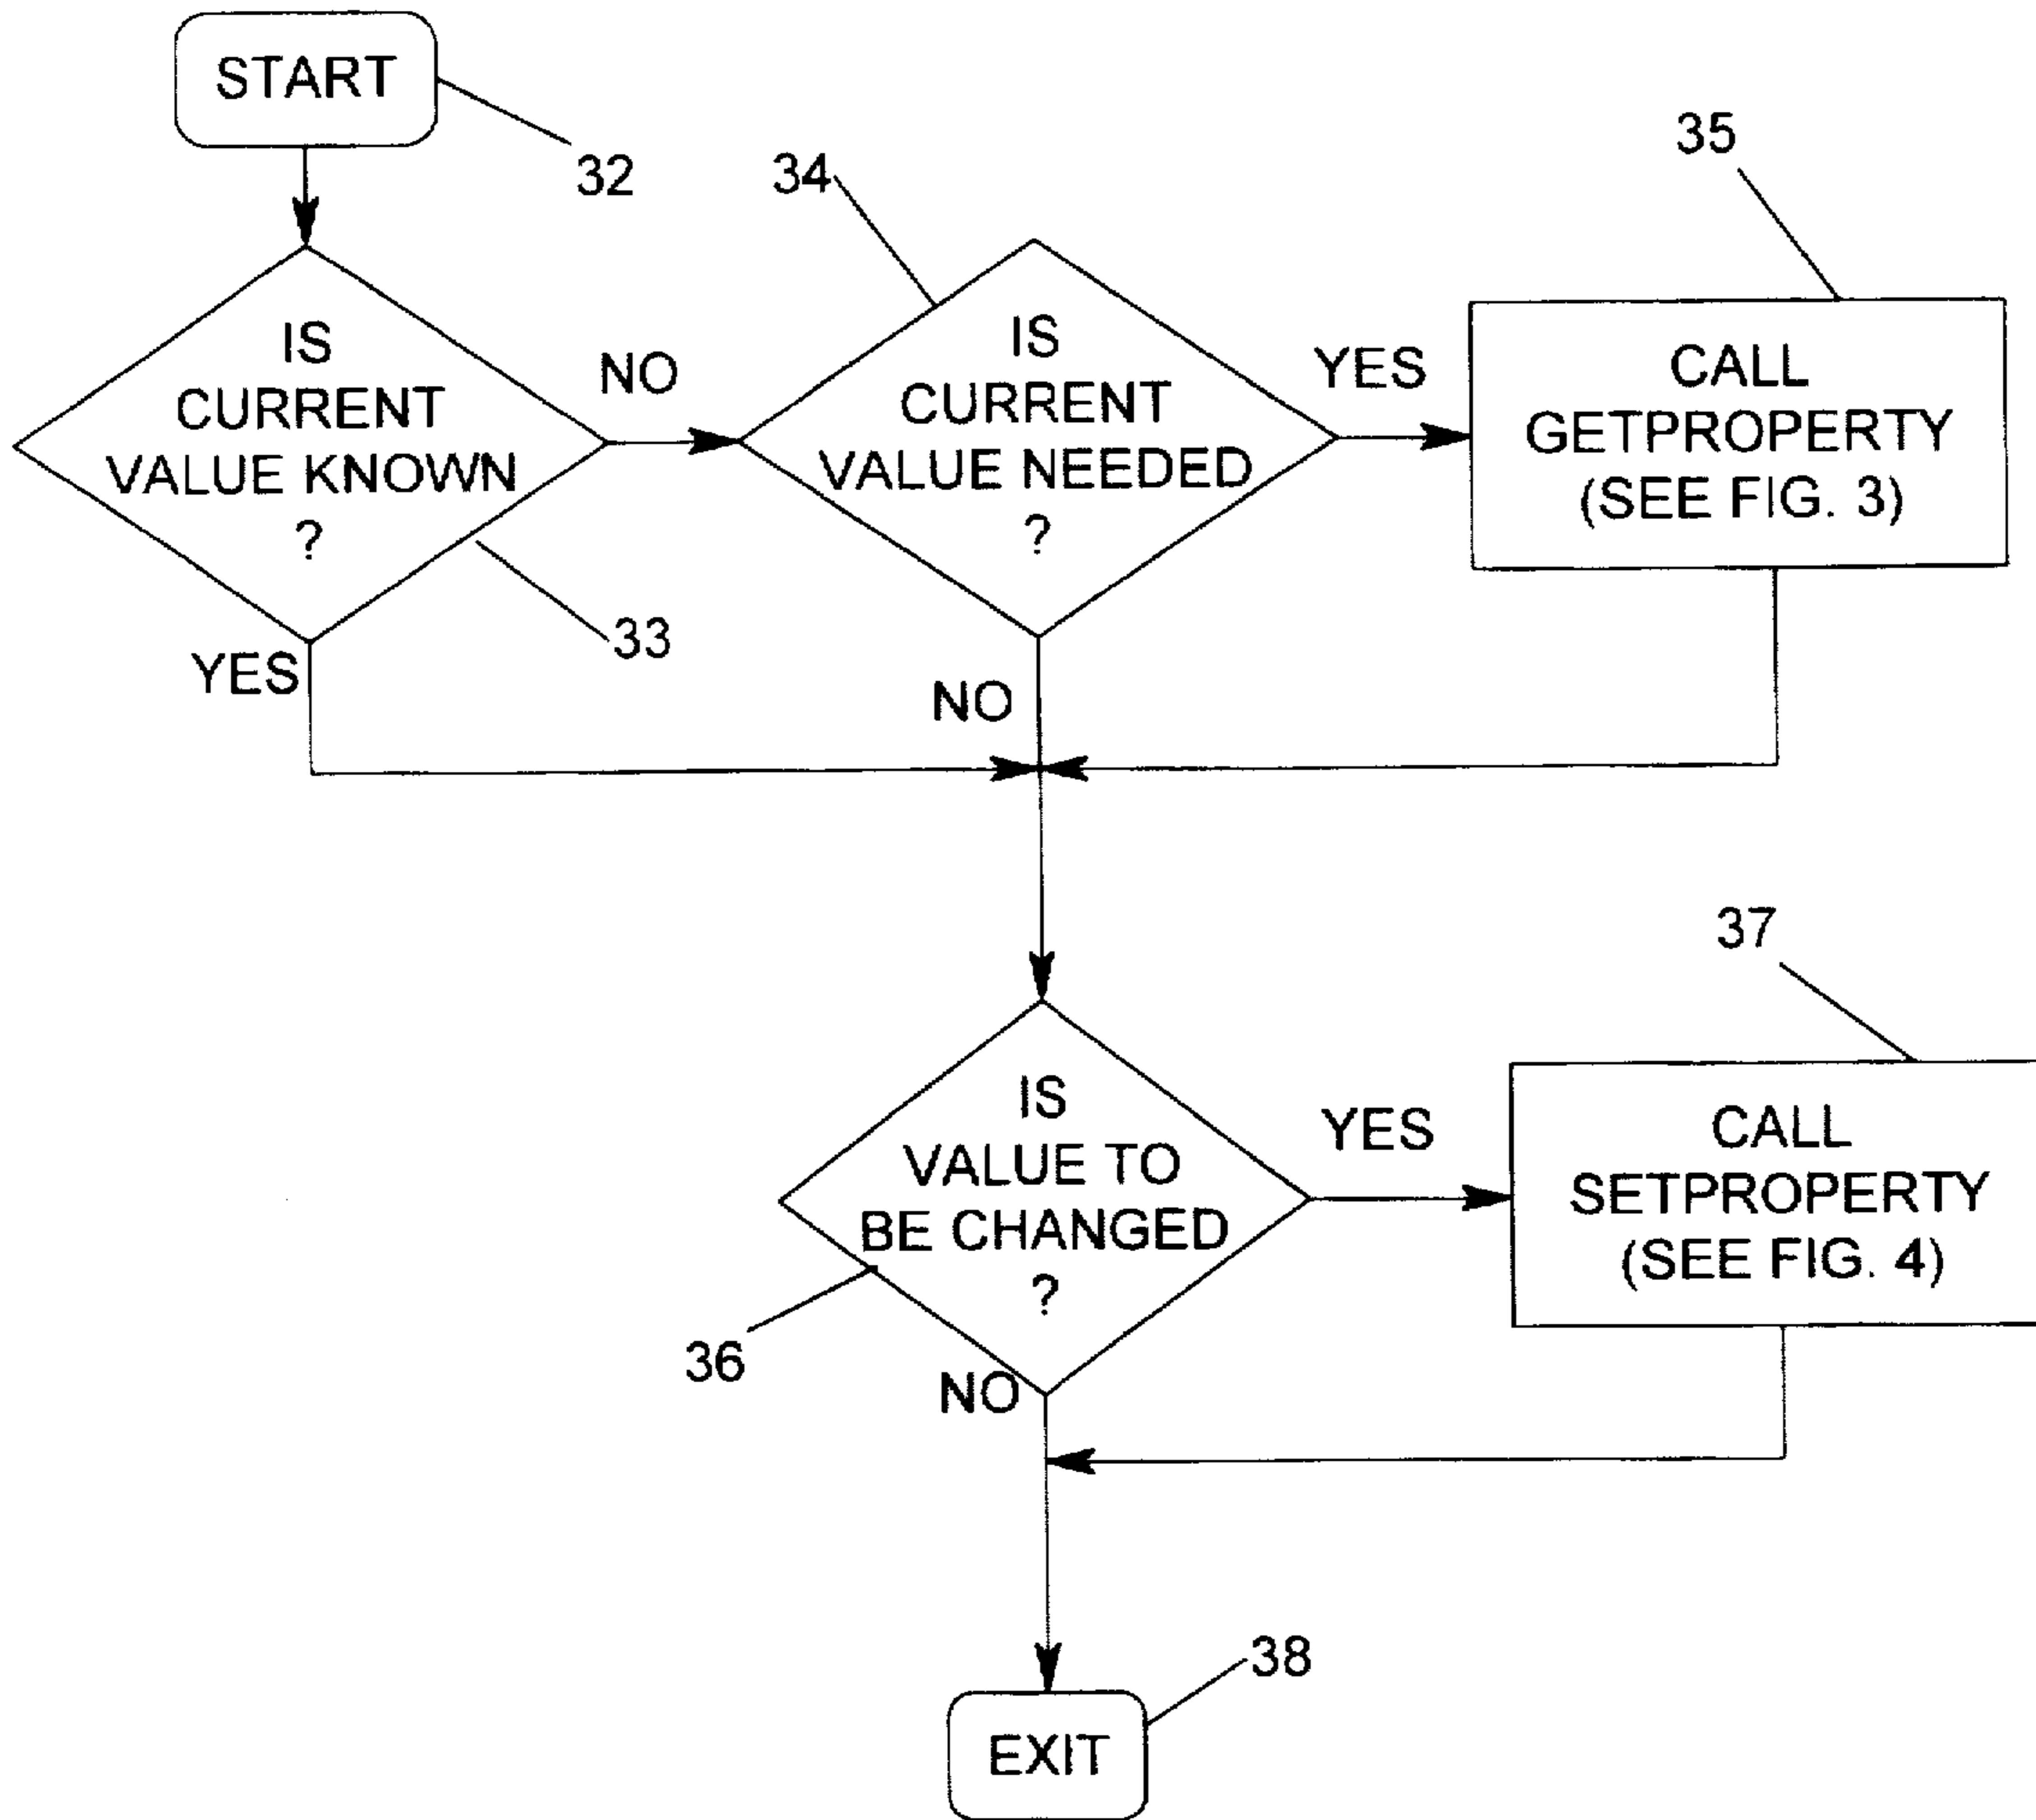 START
32
34
35
IS
CURRENT
VALUE KNOWN
?
NO
33
YES
IS
CURRENT
VALUE NEEDED
?
YES
NO
CALL
GETPROPERTY
(SEE FIG. 3)
37
IS
VALUE TO
BE CHANGED
?
YES
36
NO
CALL
SETPROPERTY
(SEE FIG. 4)
38
EXIT